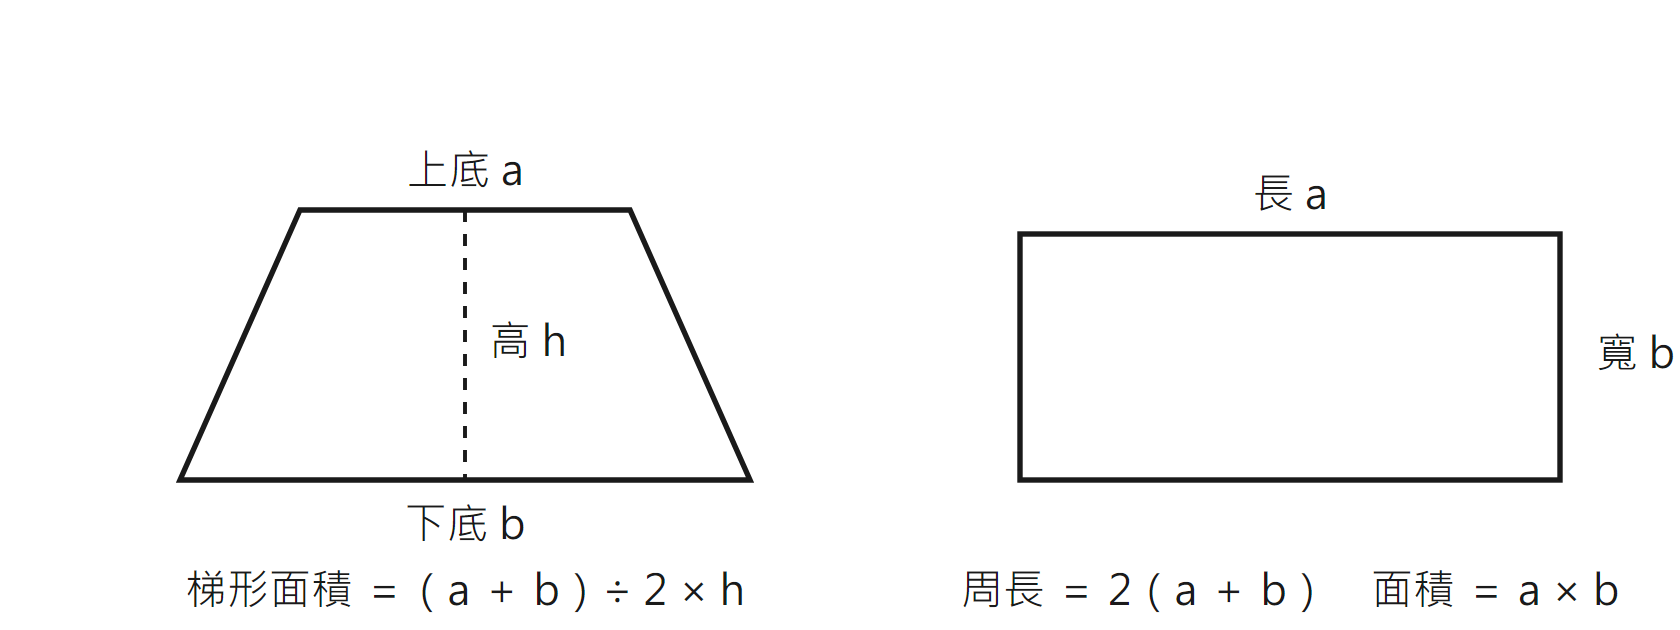 上底 a
高 h
下底 b
梯形面積 = ( a + b ) ÷ 2 × h
長 a
寬 b
周長 = 2 ( a + b ) 面積 = a × b